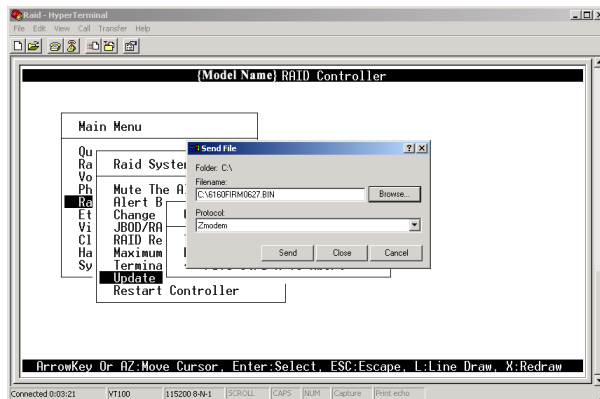 Raid - HyperTerminal
File Edit View Call Transfer Help
{Model Name} RAID Controller
Main Menu
Qu
Ra
Vo
Ph
Ra
Et
Vi
Cl
Ha
Sy
Raid System
Mute The A
Alert B
Change
JBOD/RA
RAID Re
Maximum
Termina
Update
Restart Controller
Send File
Folder: C:\
Filename:
C:\6160FIRM0627.BIN
Browse...
Protocol:
Zmodem
Send Close Cancel
ArrowKey Or AZ:Move Cursor, Enter:Select, ESC:Escape, L:Line Draw, X:Redraw
Connected 0:03:21 VT100 115200 8-N-1 SCROLL CAPS NUM Capture Print echo